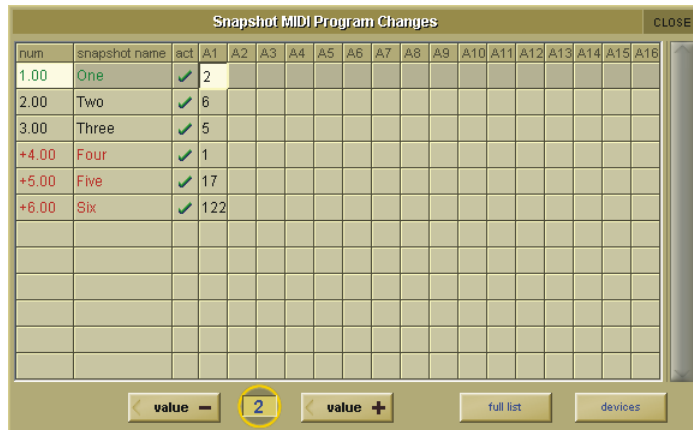 Snapshot MIDI Program Changes CLOSE
num snapshot name act A1 A2 A3 A4 A5 A6 A7 A8 A9 A10 A11 A12 A13 A14 A15 A16
1.00 One 2
2.00 Two 6
3.00 Three 5
+4.00 Four 1
+5.00 Five 17
+6.00 Six 122
value − 2 value + full list devices